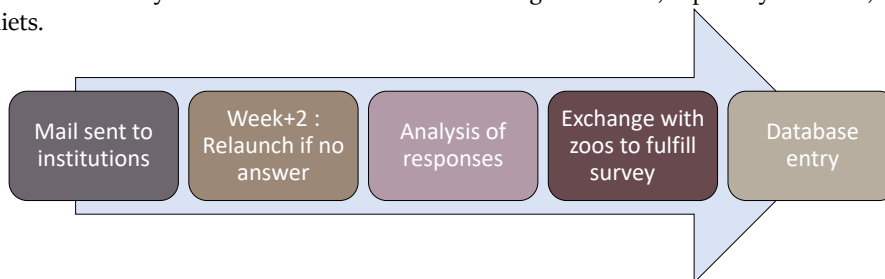 iets.
Mail sent to
institutions
Week+2 :
Relaunch if no
answer
Analysis of
responses
Exchange with
zoos to fulfill
survey
Database
entry